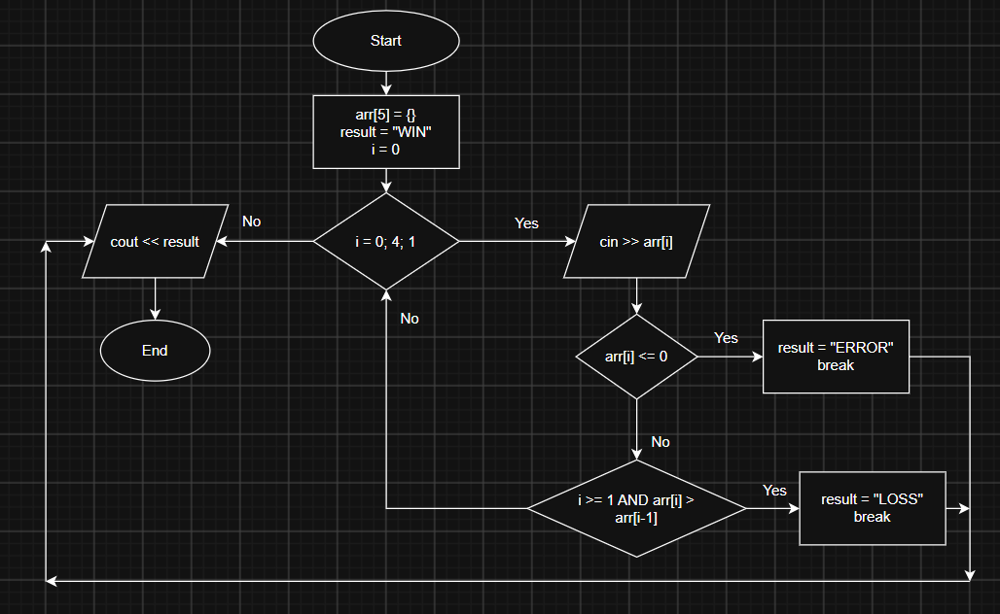 Start
arr[5] = {}
result = "WIN"
i = 0
i = 0; 4; 1
No
cout << result
End
Yes
cin >> arr[i]
arr[i] <= 0
Yes
result = "ERROR"
break
No
i >= 1 AND arr[i] >
arr[i-1]
Yes
result = "LOSS"
break
No